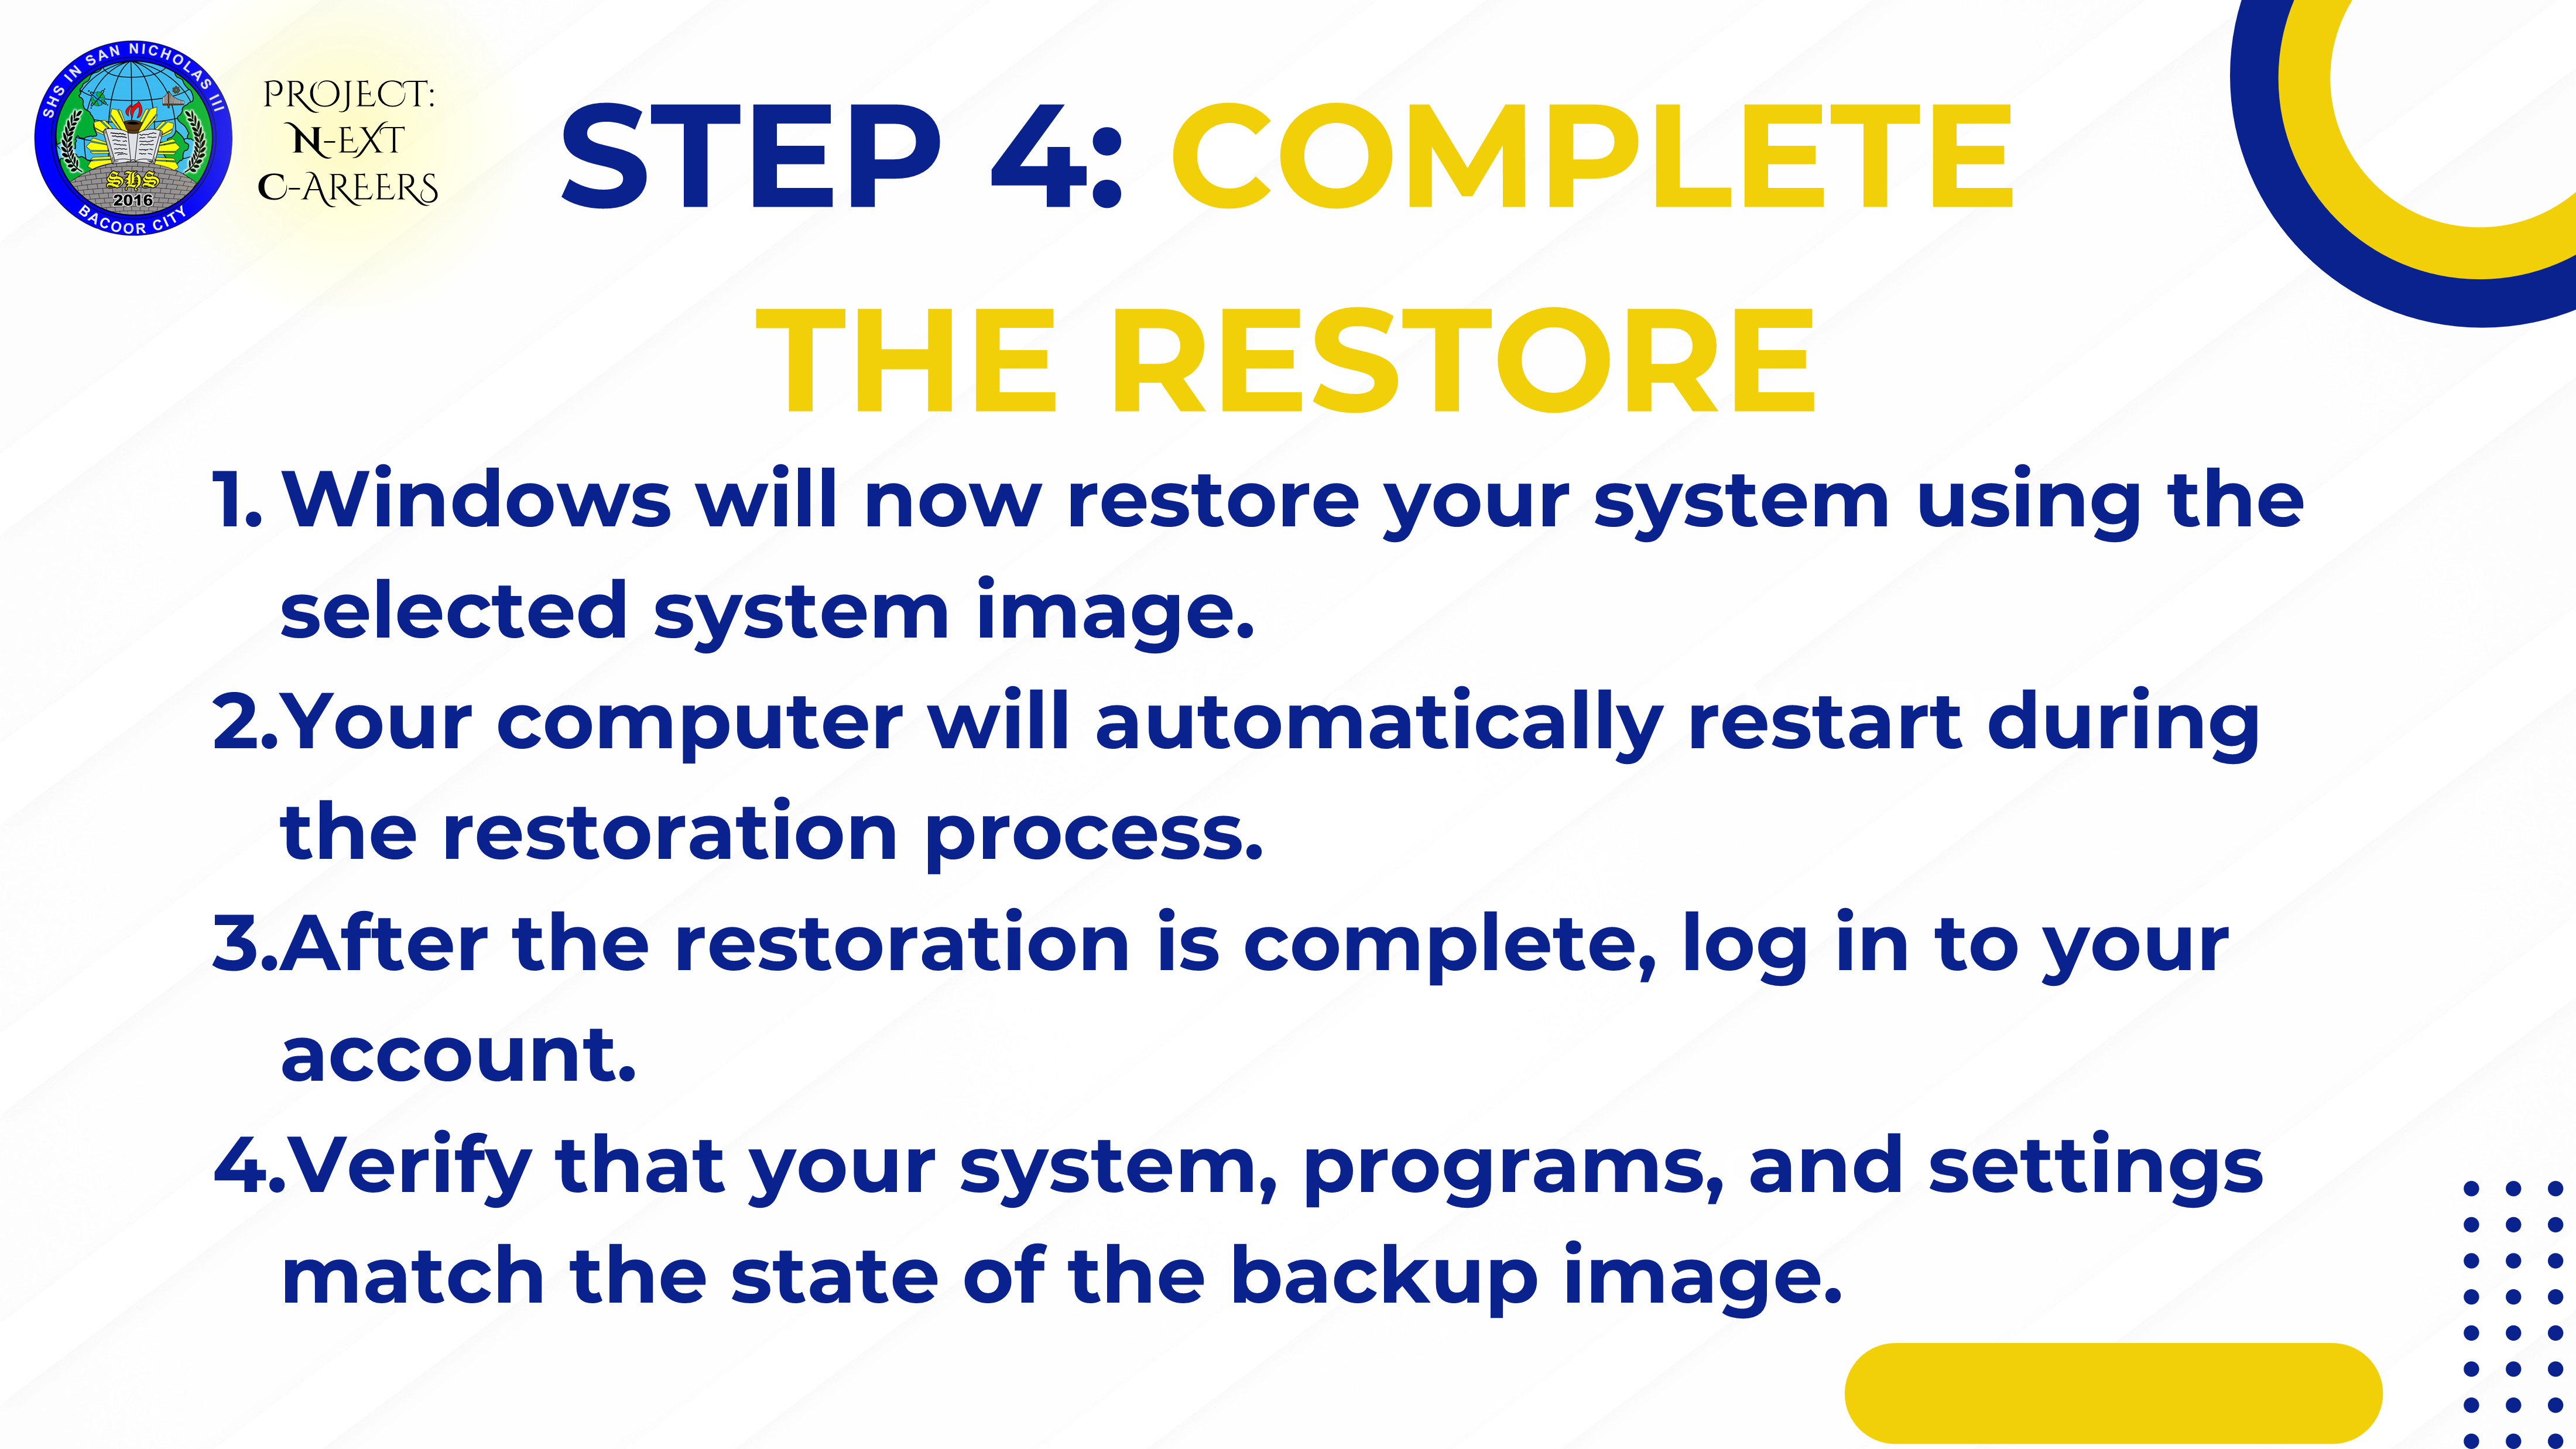 SHS IN SAN NICHOLAS III
SHS
2016
BACOOR CITY
PROJECT:
N-EXT
C-AREERS
STEP 4: COMPLETE
THE RESTORE
1. Windows will now restore your system using the
selected system image.
2.Your computer will automatically restart during
the restoration process.
3.After the restoration is complete, log in to your
account.
4.Verify that your system, programs, and settings
match the state of the backup image.